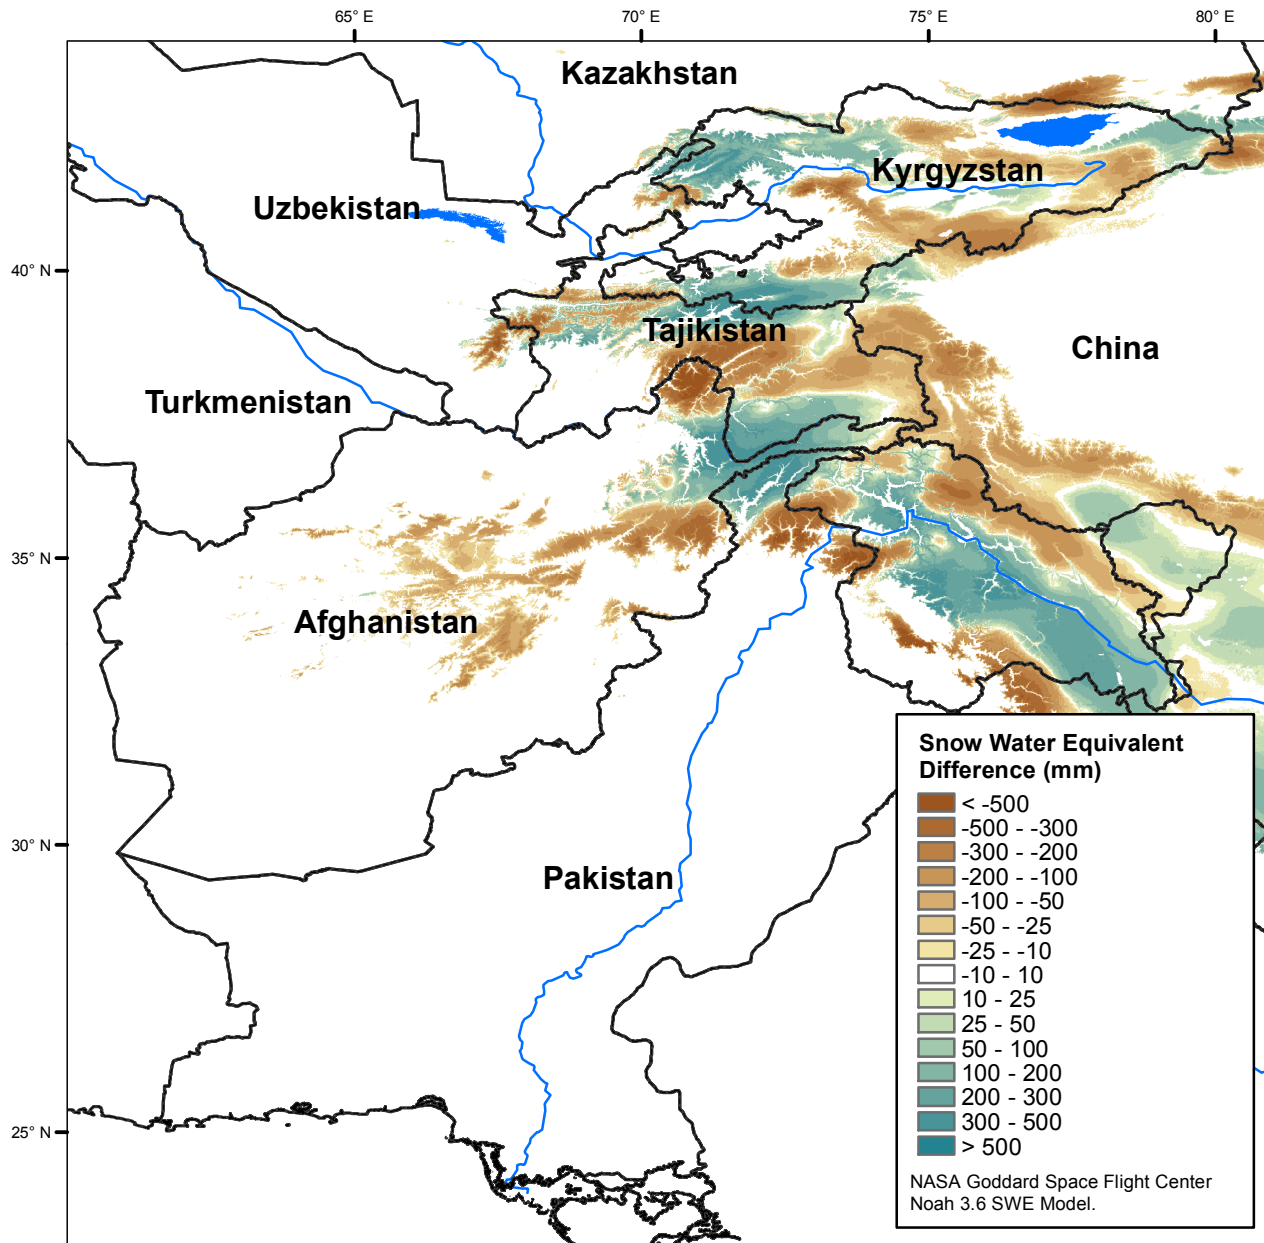 65° E
70° E
75° E
80° E
Kazakhstan
Kyrgyzstan
Uzbekistan
40° N
Tajikistan
China
Turkmenistan
35° N
Afghanistan
Snow Water Equivalent
Difference (mm)
< -500
-500 - -300
-300 - -200
-200 - -100
-100 - -50
-50 - -25
-25 - -10
-10 - 10
10 - 25
25 - 50
50 - 100
100 - 200
200 - 300
300 - 500
> 500
NASA Goddard Space Flight Center
Noah 3.6 SWE Model.
30° N
Pakistan
25° N